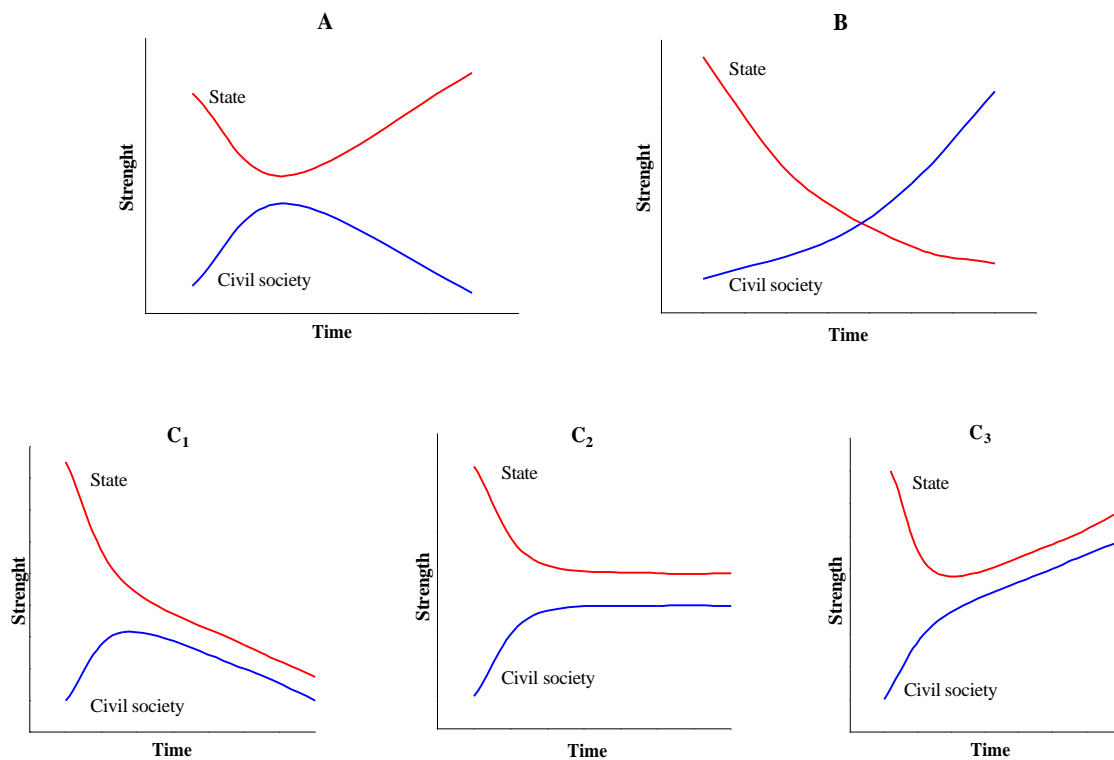 A
State
Strenght
Civil society
Time
B
State
Strenght
Civil society
Time
C1
State
Strenght
Civil society
Time
C2
State
Strength
Civil society
Time
C3
State
Strength
Civil society
Time